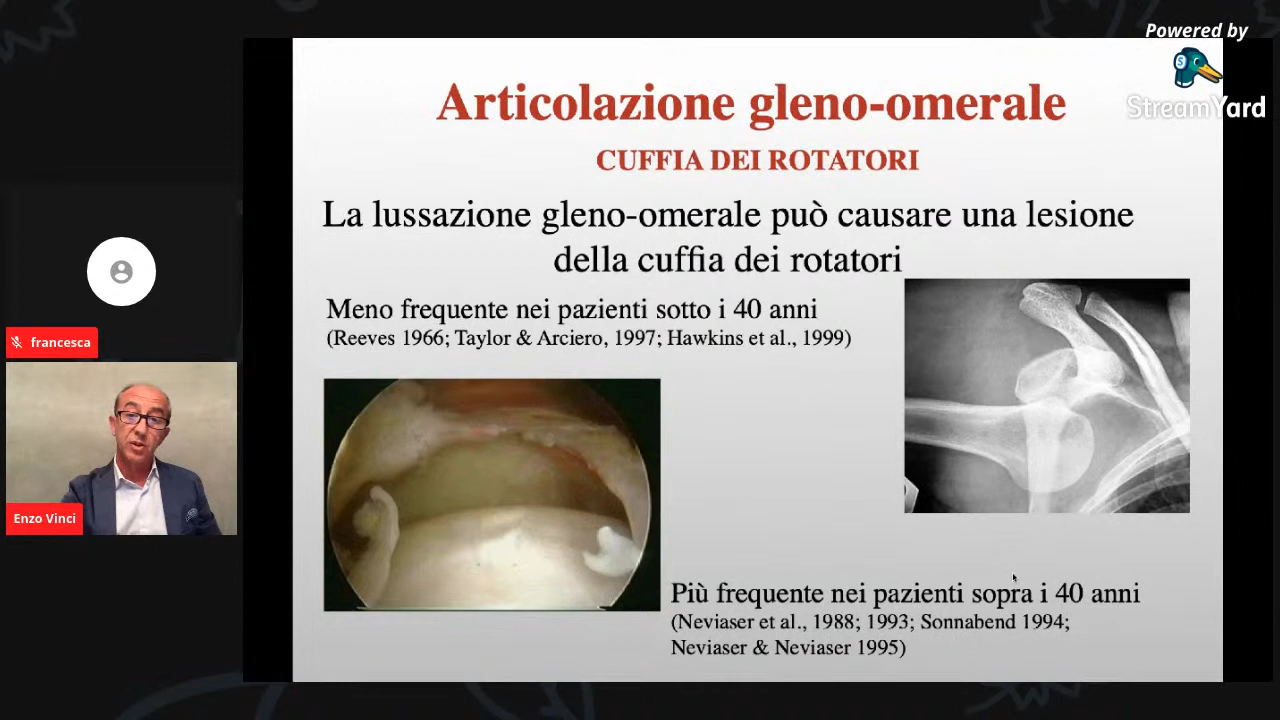 Powered by
StreamYard
Articolazione gleno-omerale
CUFFIA DEI ROTATORI
La lussazione gleno-omerale può causare una lesione
della cuffia dei rotatori
Meno frequente nei pazienti sotto i 40 anni
(Reeves 1966; Taylor & Arciero, 1997; Hawkins et al., 1999)
francesca
Enzo Vinci
Più frequente nei pazienti sopra i 40 anni
(Neviaser et al., 1988; 1993; Sonnabend 1994;
Neviaser & Neviaser 1995)